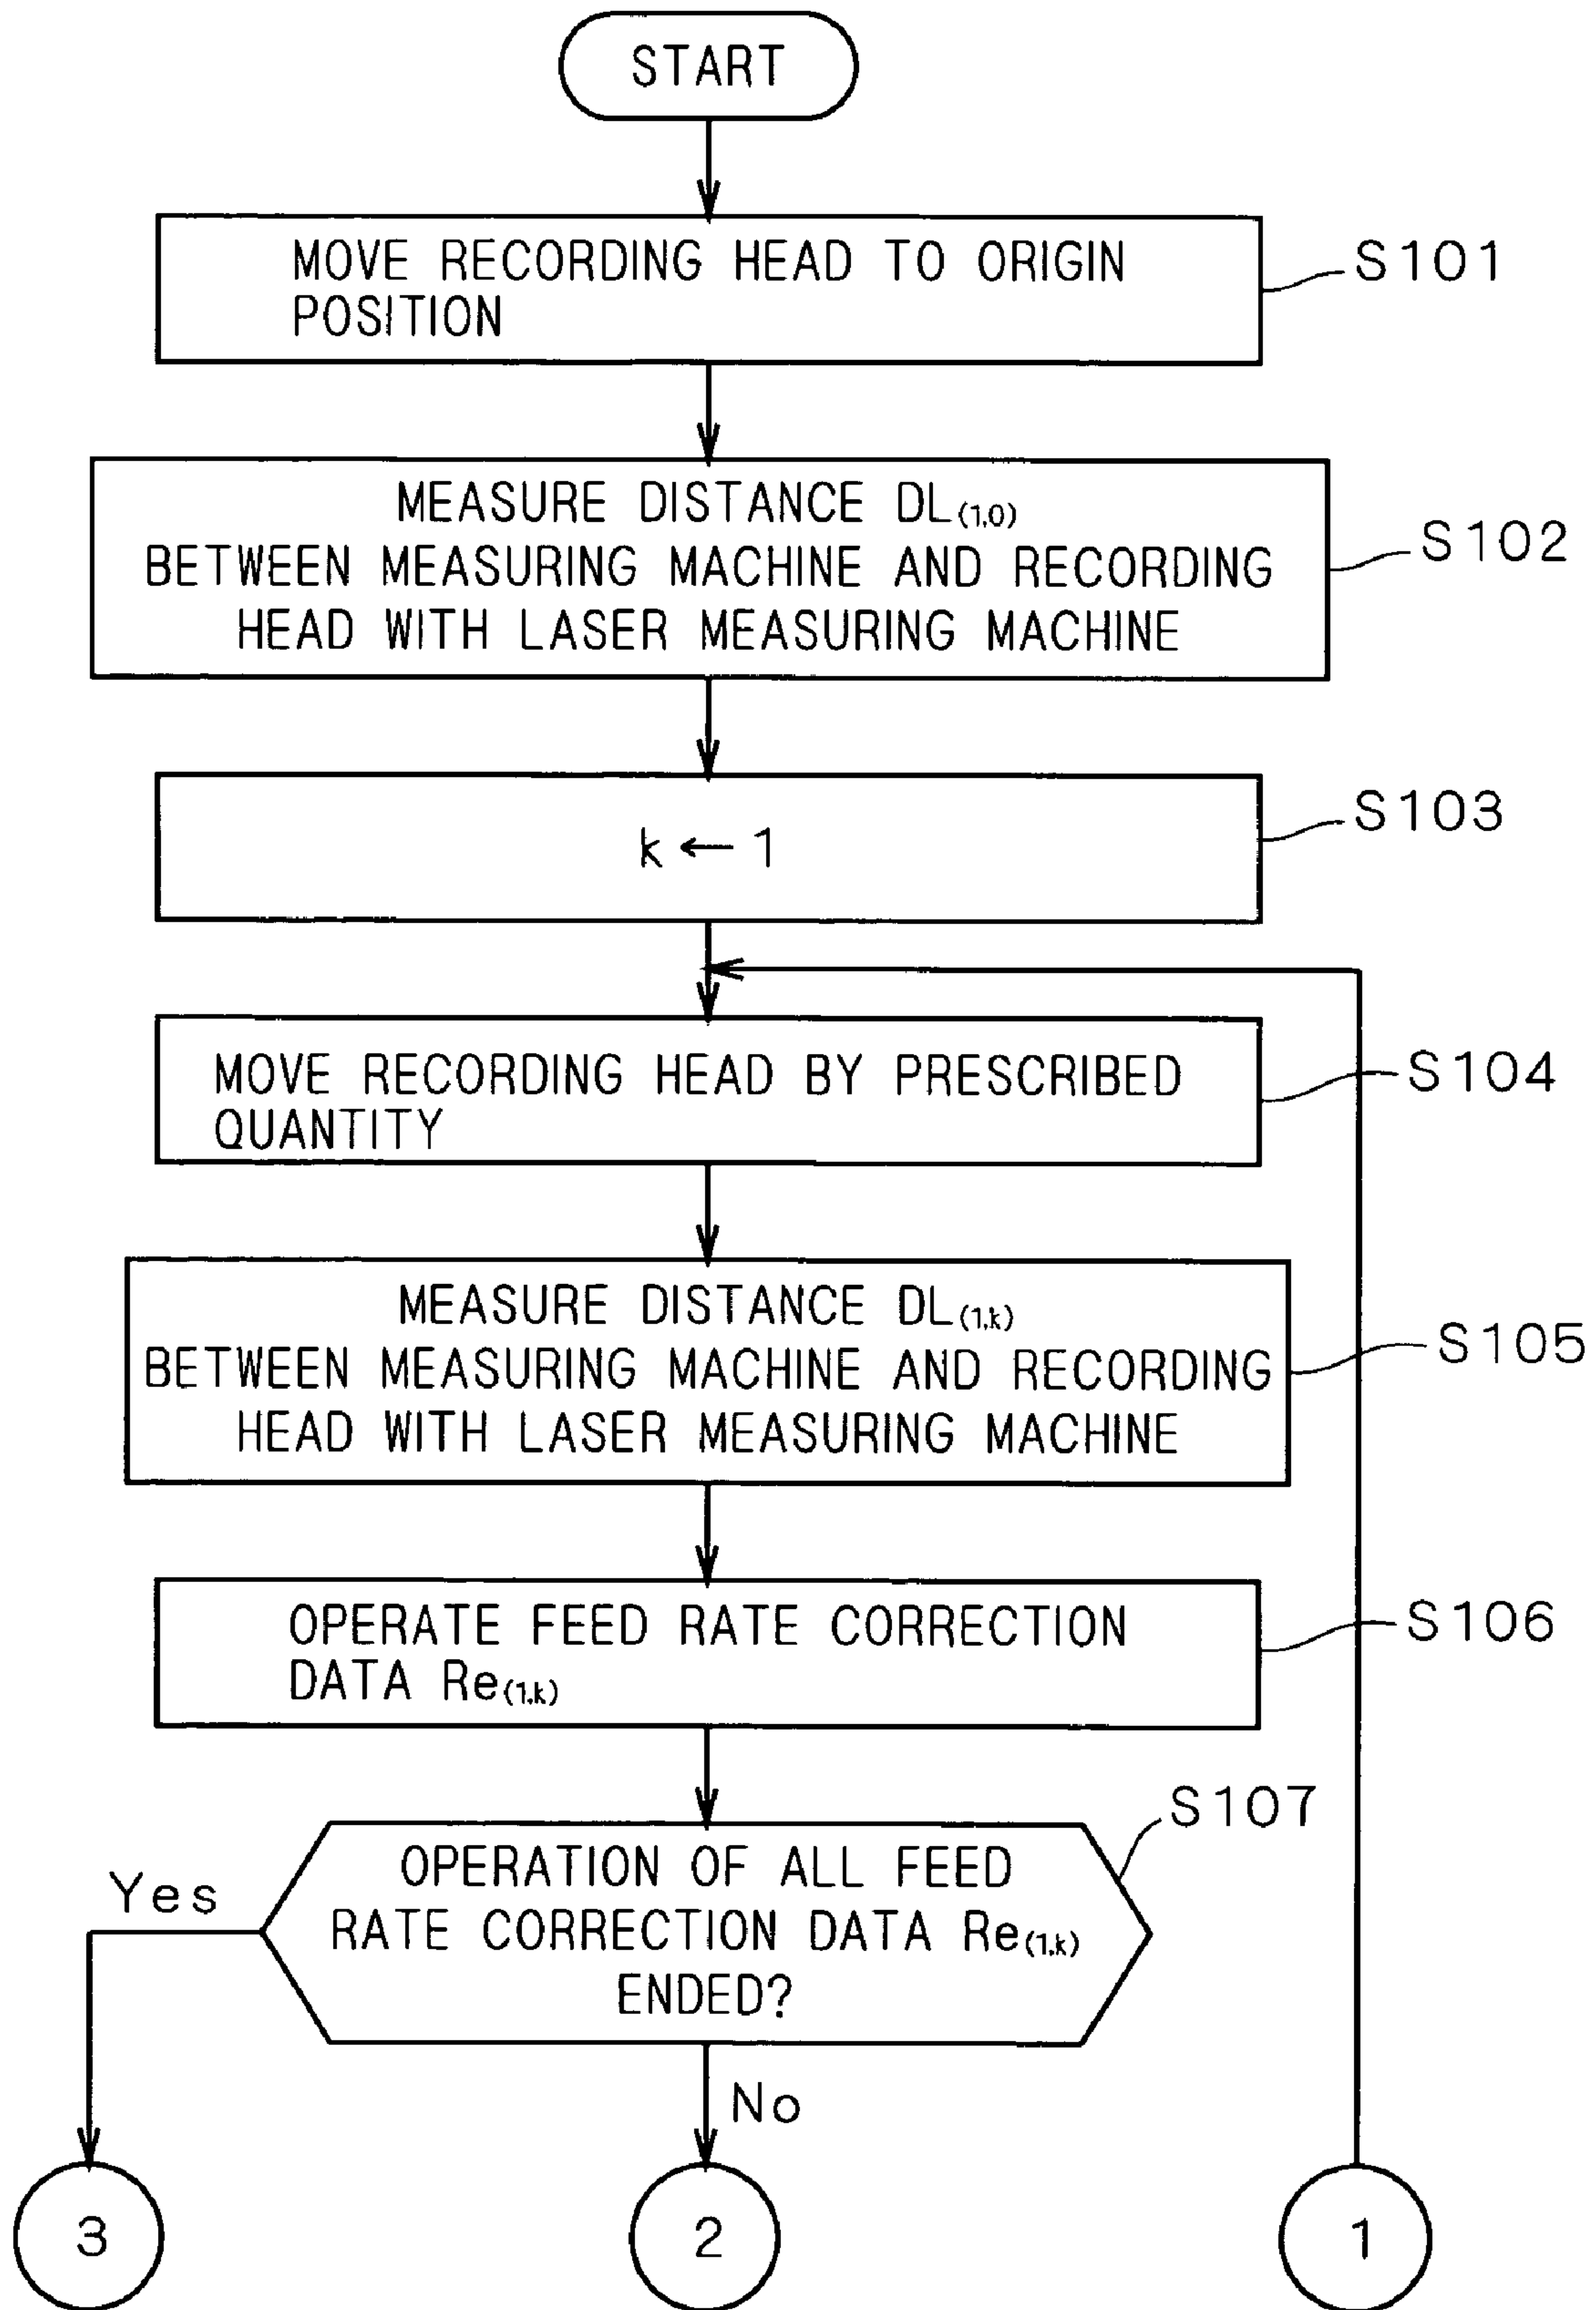 START
MOVE RECORDING HEAD TO ORIGIN
POSITION
S101
MEASURE DISTANCE DL(1,0)
BETWEEN MEASURING MACHINE AND RECORDING
HEAD WITH LASER MEASURING MACHINE
S102
k ← 1
S103
MOVE RECORDING HEAD BY PRESCRIBED
QUANTITY
S104
MEASURE DISTANCE DL(1,k)
BETWEEN MEASURING MACHINE AND RECORDING
HEAD WITH LASER MEASURING MACHINE
S105
OPERATE FEED RATE CORRECTION
DATA Re(1,k)
S106
S107
OPERATION OF ALL FEED
RATE CORRECTION DATA Re(1,k)
ENDED?
Yes
No
3
2
1